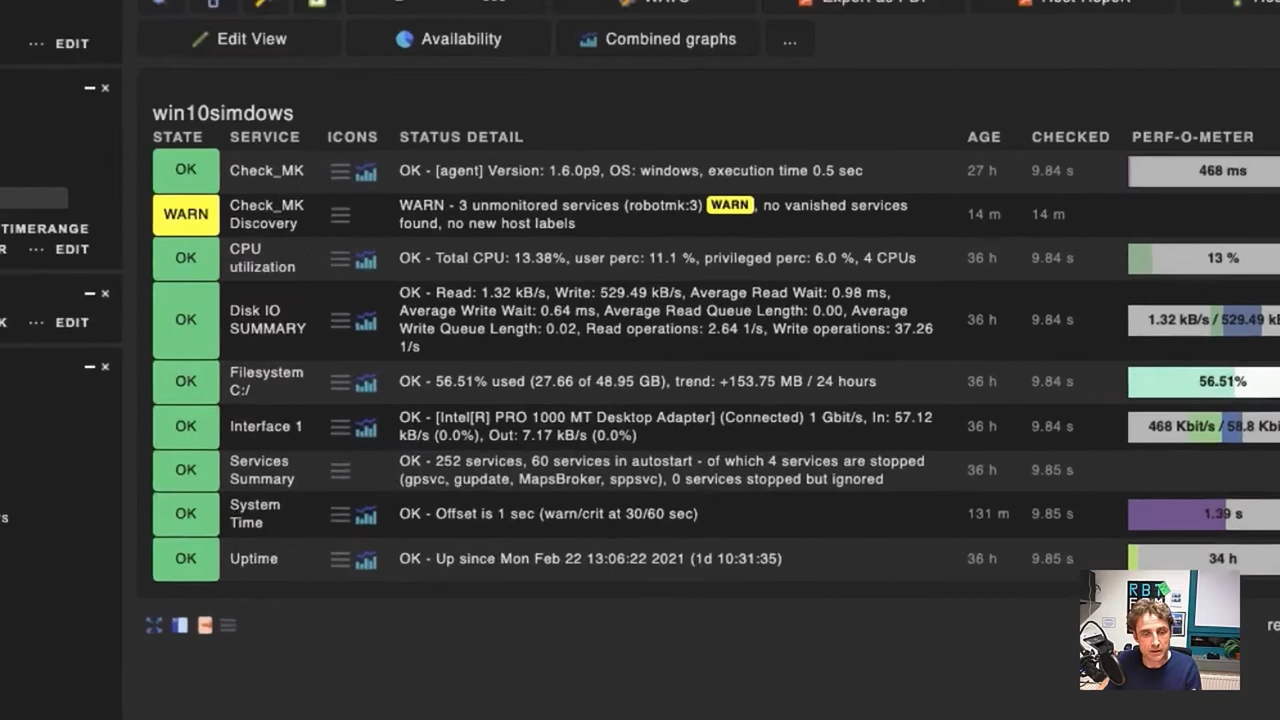 EDIT
Edit View
Availability
Combined graphs
...
win10simdows
STATE SERVICE ICONS STATUS DETAIL AGE CHECKED PERF-O-METER
OK Check_MK OK - [agent] Version: 1.6.0p9, OS: windows, execution time 0.5 sec 27 h 9.84 s 468 ms
WARN Check_MK Discovery WARN - 3 unmonitored services (robotmk:3) WARN, no vanished services 14 m 14 m
found, no new host labels
TIMERANGE
EDIT
OK CPU utilization OK - Total CPU: 13.38%, user perc: 11.1 %, privileged perc: 6.0 %, 4 CPUs 36 h 9.84 s 13 %
OK Disk IO SUMMARY OK - Read: 1.32 kB/s, Write: 529.49 kB/s, Average Read Wait: 0.98 ms, 36 h 9.84 s 1.32 kB/s / 529.49 kB
Average Write Wait: 0.64 ms, Average Read Queue Length: 0.00, Average
Write Queue Length: 0.02, Read operations: 2.64 1/s, Write operations: 37.26
1/s
EDIT
OK Filesystem C:/ OK - 56.51% used (27.66 of 48.95 GB), trend: +153.75 MB / 24 hours 36 h 9.84 s 56.51%
OK Interface 1 OK - [Intel[R] PRO 1000 MT Desktop Adapter] (Connected) 1 Gbit/s, In: 57.12 36 h 9.84 s 468 Kbit/s / 58.8 Kbi
kB/s (0.0%), Out: 7.17 kB/s (0.0%)
OK Services Summary OK - 252 services, 60 services in autostart - of which 4 services are stopped 36 h 9.85 s
(gpsvc, gupdate, MapsBroker, sppsvc), 0 services stopped but ignored
OK System Time OK - Offset is 1 sec (warn/crit at 30/60 sec) 131 m 9.85 s 1.39 s
OK Uptime OK - Up since Mon Feb 22 13:06:22 2021 (1d 10:31:35) 36 h 9.85 s 34 h